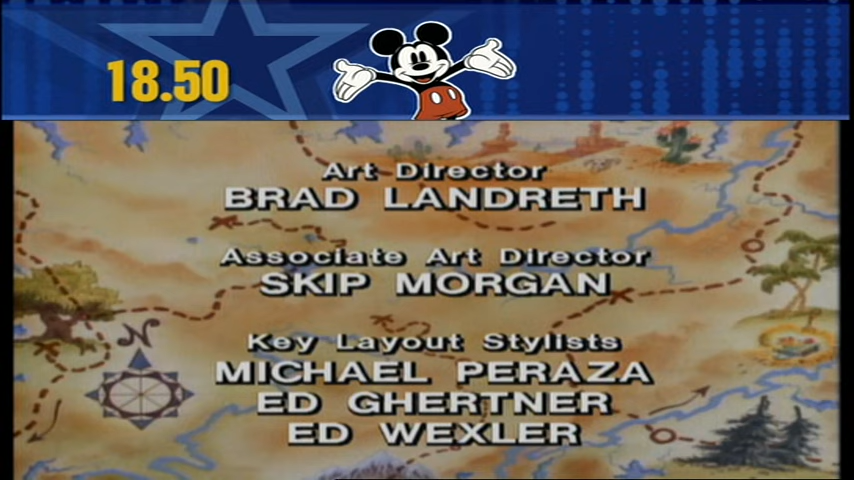 18.50
Art Director
BRAD LANDRETH
Associate Art Director
SKIP MORGAN
Key Layout Stylists
MICHAEL PERAZA
ED GHERTNER
ED WEXLER
N